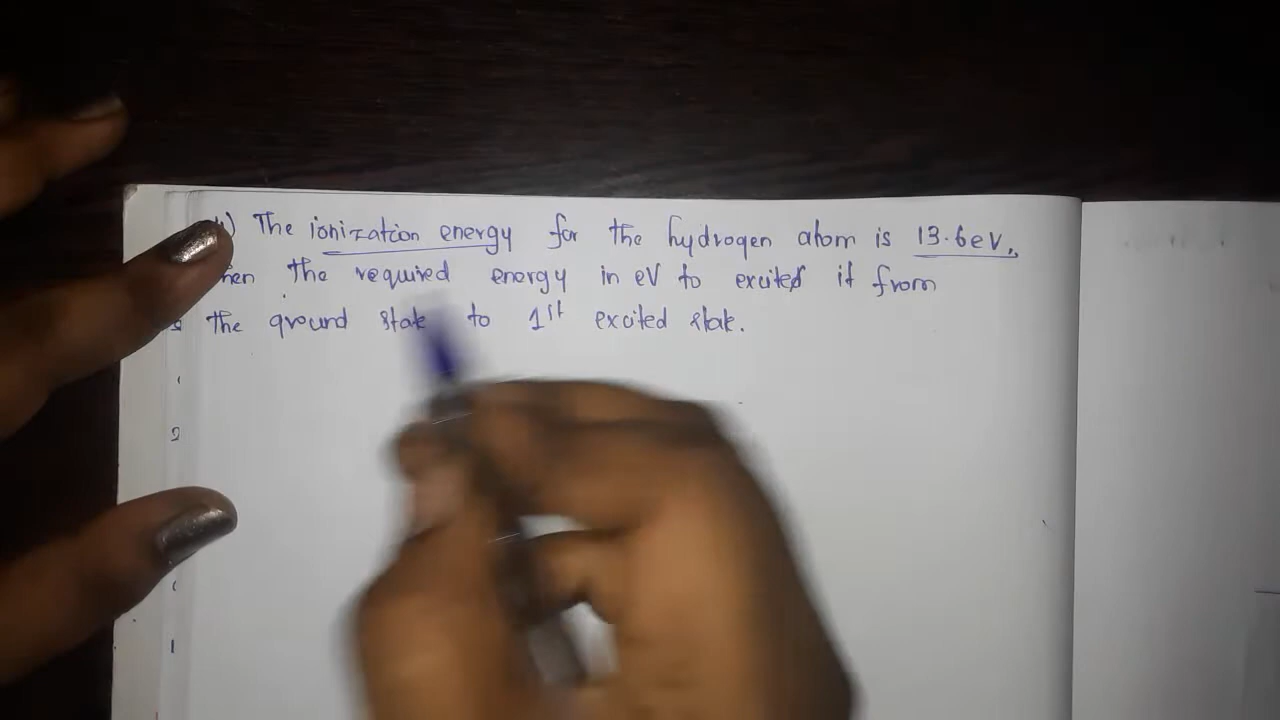 The ionization energy for the hydrogen atom is 13.6eV,
the required energy in eV to excited it from
the ground state to 1st excited state.